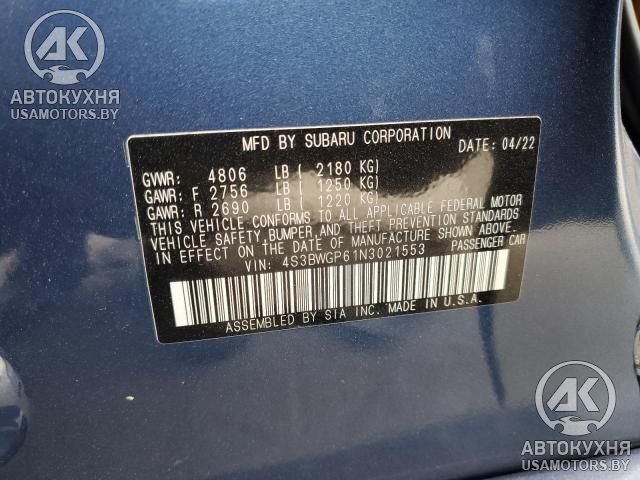 AK
АВТОКУХНЯ
USAMOTORS.BY
MFD BY SUBARU CORPORATION
DATE: 04/22
GVWR: 4806 LB ( 2180 KG)
GAWR: F 2756 LB ( 1250 KG)
GAWR: R 2690 LB ( 1220 KG)
THIS VEHICLE CONFORMS TO ALL APPLICABLE FEDERAL MOTOR
VEHICLE SAFETY, BUMPER, AND THEFT PREVENTION STANDARDS
IN EFFECT ON THE DATE OF MANUFACTURE SHOWN ABOVE.
VIN: 4S3BWGP61N3021553 PASSENGER CAR
ASSEMBLED BY SIA INC. MADE IN U.S.A.
AK
АВТОКУХНЯ
USAMOTORS.BY